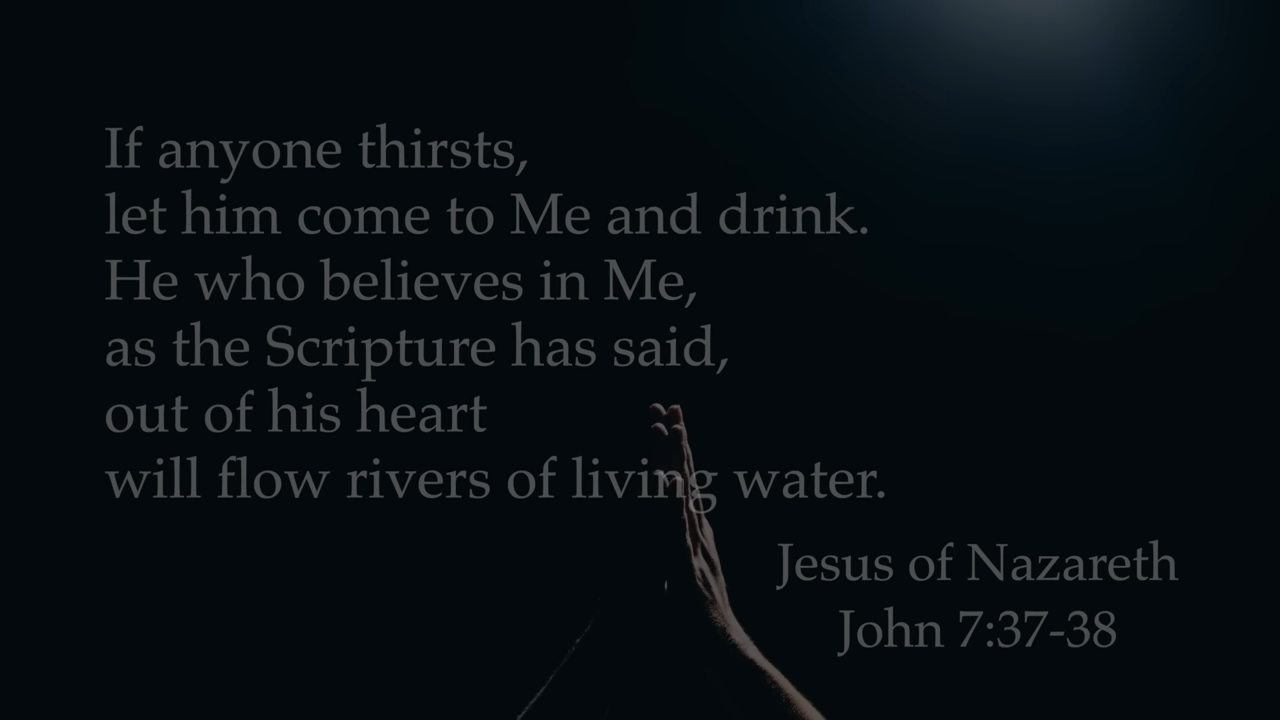 If anyone thirsts,
let him come to Me and drink.
He who believes in Me,
as the Scripture has said,
out of his heart
will flow rivers of living water.
Jesus of Nazareth
John 7:37-38